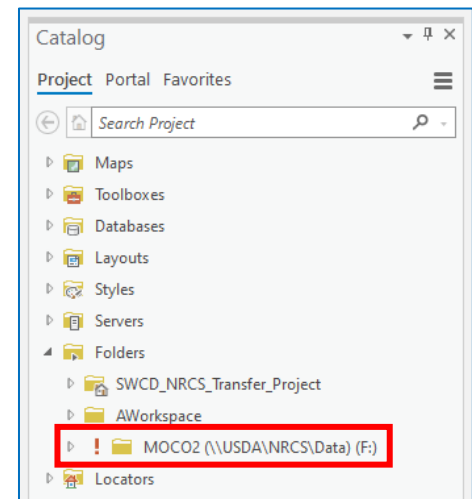 Catalog
Project Portal Favorites
Search Project
Maps
Toolboxes
Databases
Layouts
Styles
Servers
Folders
SWCD_NRCS_Transfer_Project
AWorkspace
! MOCO2 (\\USDA\NRCS\Data) (F:)
Locators